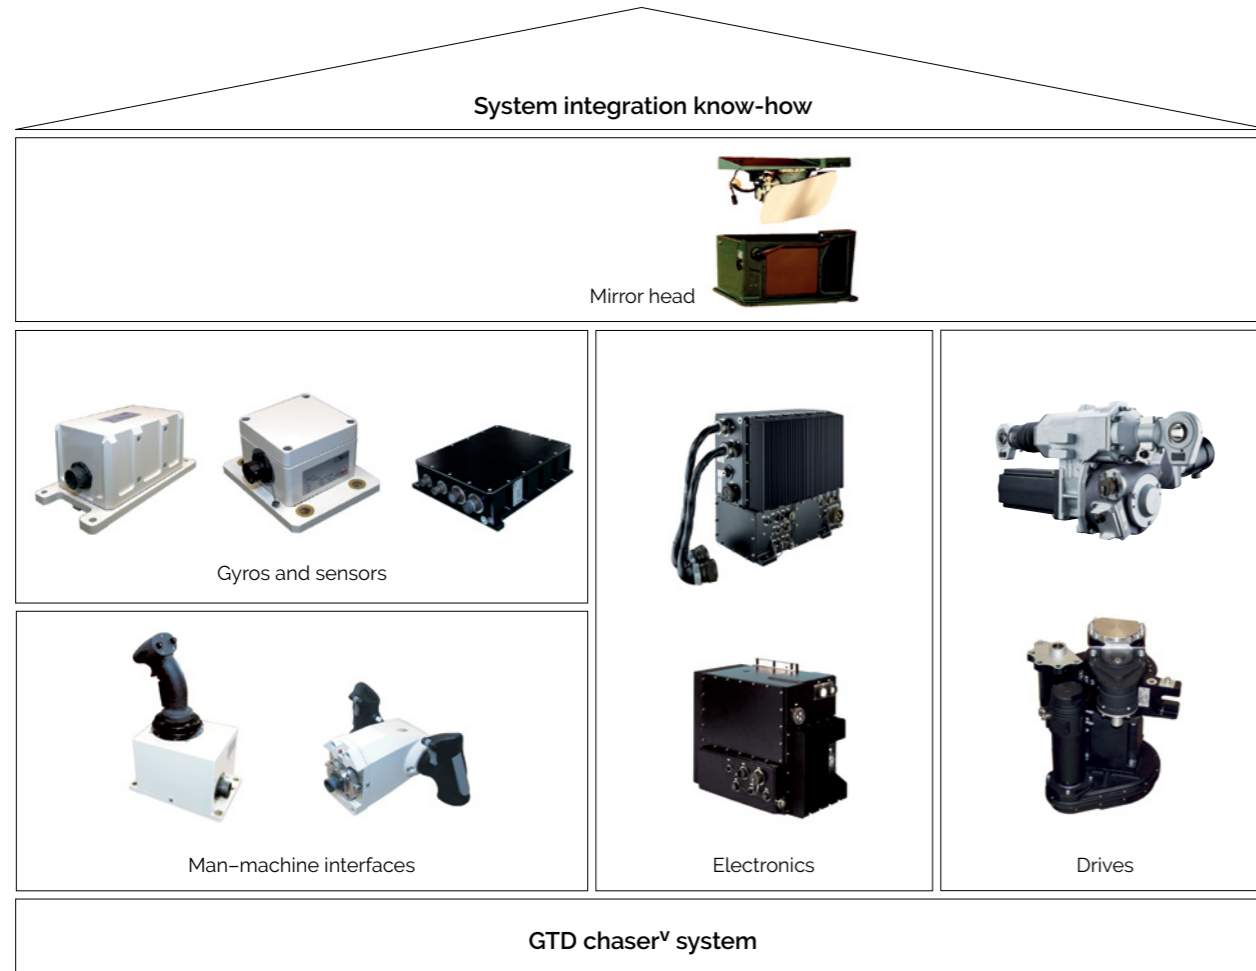 System integration know-how
Mirror head
Gyros and sensors
Man–machine interfaces
Electronics
Drives
GTD chaserⱽ system